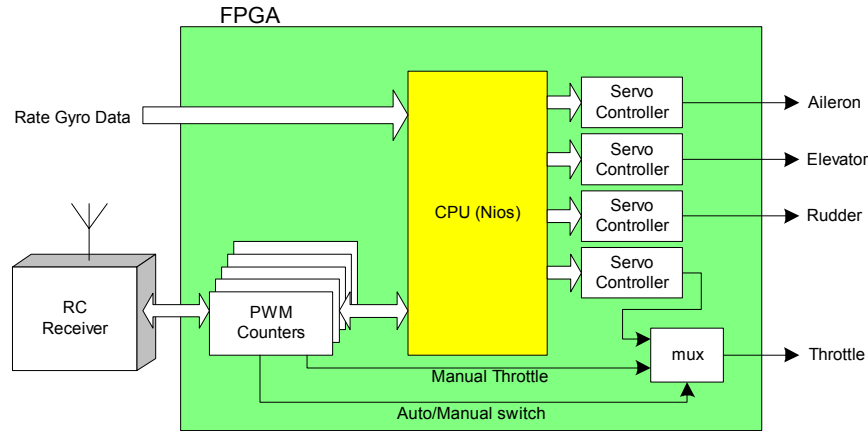 FPGA
Rate Gyro Data
CPU (Nios)
Servo
Controller
Aileron
Servo
Controller
Elevator
Servo
Controller
Rudder
Servo
Controller
RC
Receiver
PWM
Counters
mux
Throttle
Manual Throttle
Auto/Manual switch